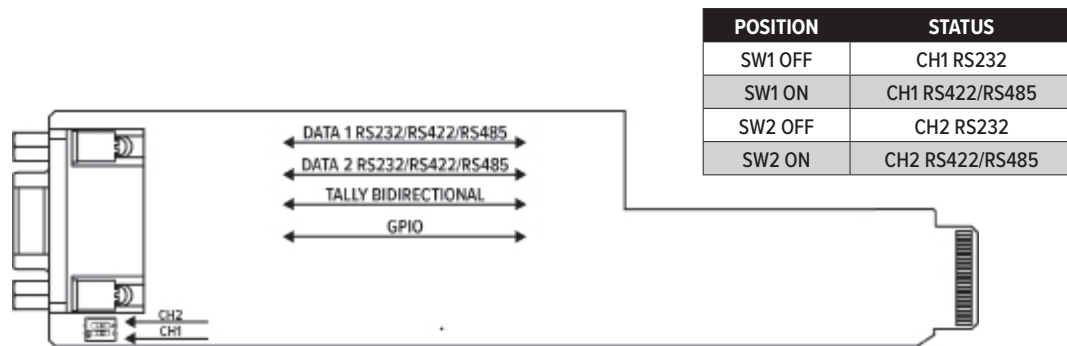 POSITION STATUS
SW1 OFF CH1 RS232
SW1 ON CH1 RS422/RS485
SW2 OFF CH2 RS232
SW2 ON CH2 RS422/RS485
DATA 1 RS232/RS422/RS485
DATA 2 RS232/RS422/RS485
TALLY BIDIRECTIONAL
GPIO
CH2
CH1